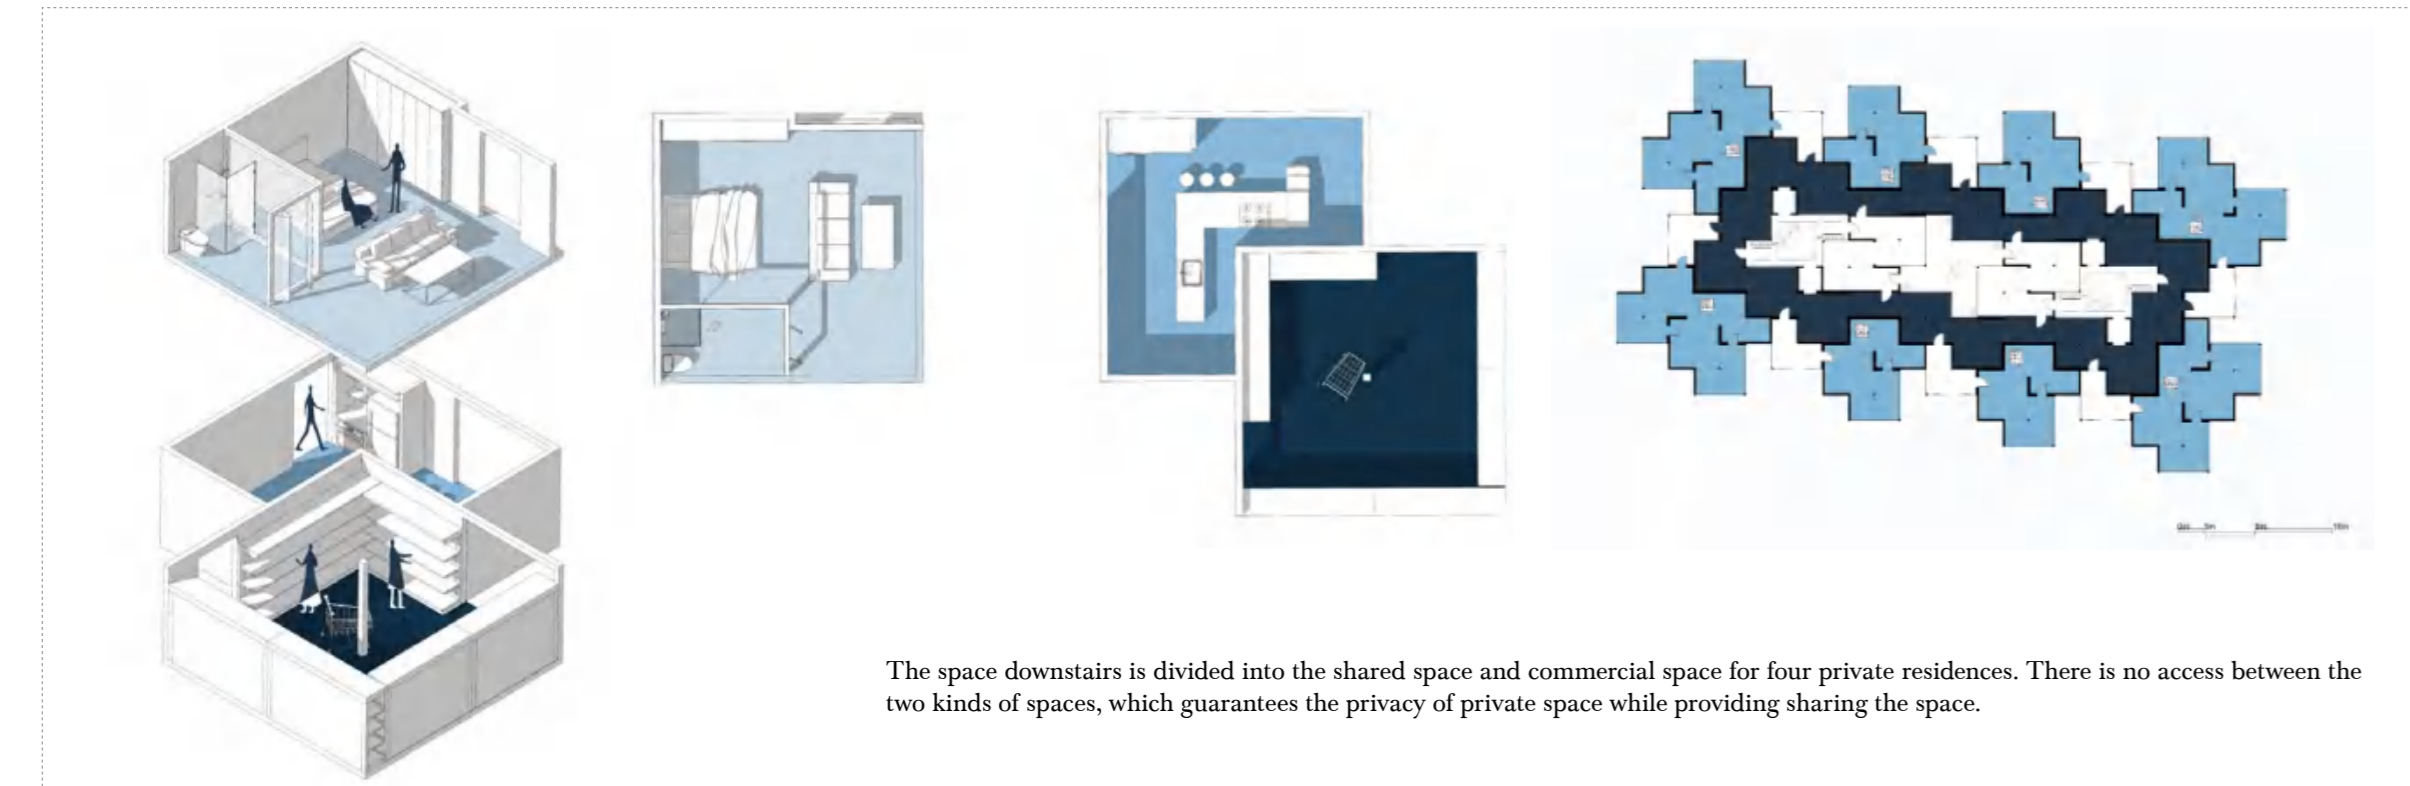 The space downstairs is divided into the shared space and commercial space for four private residences. There is no access between the
two kinds of spaces, which guarantees the privacy of private space while providing sharing the space.